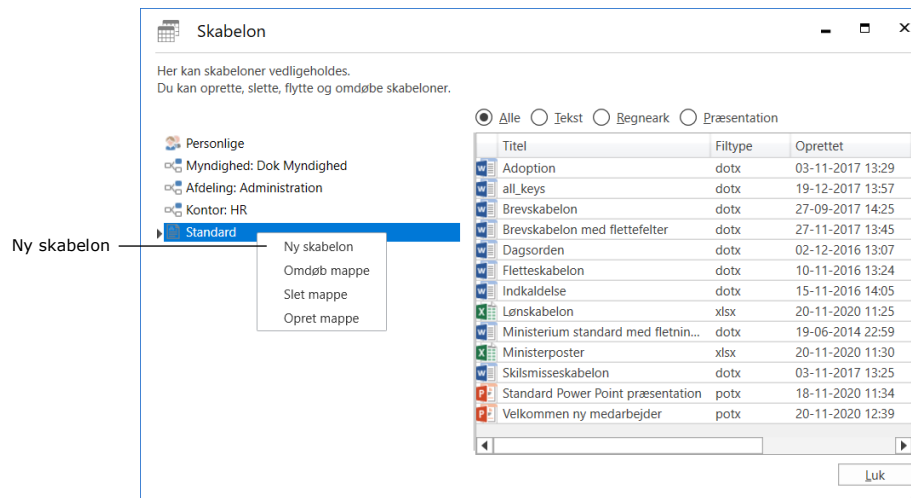 Skabelon
Her kan skabeloner vedligeholdes.
Du kan oprette, slette, flytte og omdøbe skabeloner.
Alle Tekst Regneark Præsentation
Personlige
Myndighed: Dok Myndighed
Afdeling: Administration
Kontor: HR
Standard
Ny skabelon
Ny skabelon
Omdøb mappe
Slet mappe
Opret mappe
Titel Filtype Oprettet
Adoption dotx 03-11-2017 13:29
all_keys dotx 19-12-2017 13:57
Brevskabelon dotx 27-09-2017 14:25
Brevskabelon med flettefelter dotx 27-11-2017 13:45
Dagsorden dotx 02-12-2016 13:07
Fletteskabelon dotx 10-11-2016 13:24
Indkaldelse dotx 15-11-2016 14:05
Lønskabelon xlsx 20-11-2020 11:25
Ministerium standard med fletnin... dotx 19-06-2014 22:59
Ministerposter xlsx 20-11-2020 11:30
Skilsmisseskabelon dotx 03-11-2017 13:25
Standard Power Point præsentation potx 18-11-2020 11:34
Velkommen ny medarbejder potx 20-11-2020 12:39
Luk